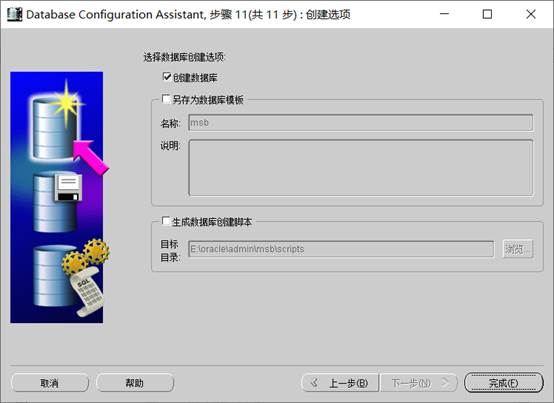 Database Configuration Assistant, 步骤 11(共 11 步) : 创建选项
选择数据库创建选项:
创建数据库
另存为数据库模板
名称: msb
说明:
生成数据库创建脚本
目标
目录: E:\oracle\admin\msb\scripts 浏览...
SQL
取消 帮助 上一步(B) 下一步(N) 完成(F)